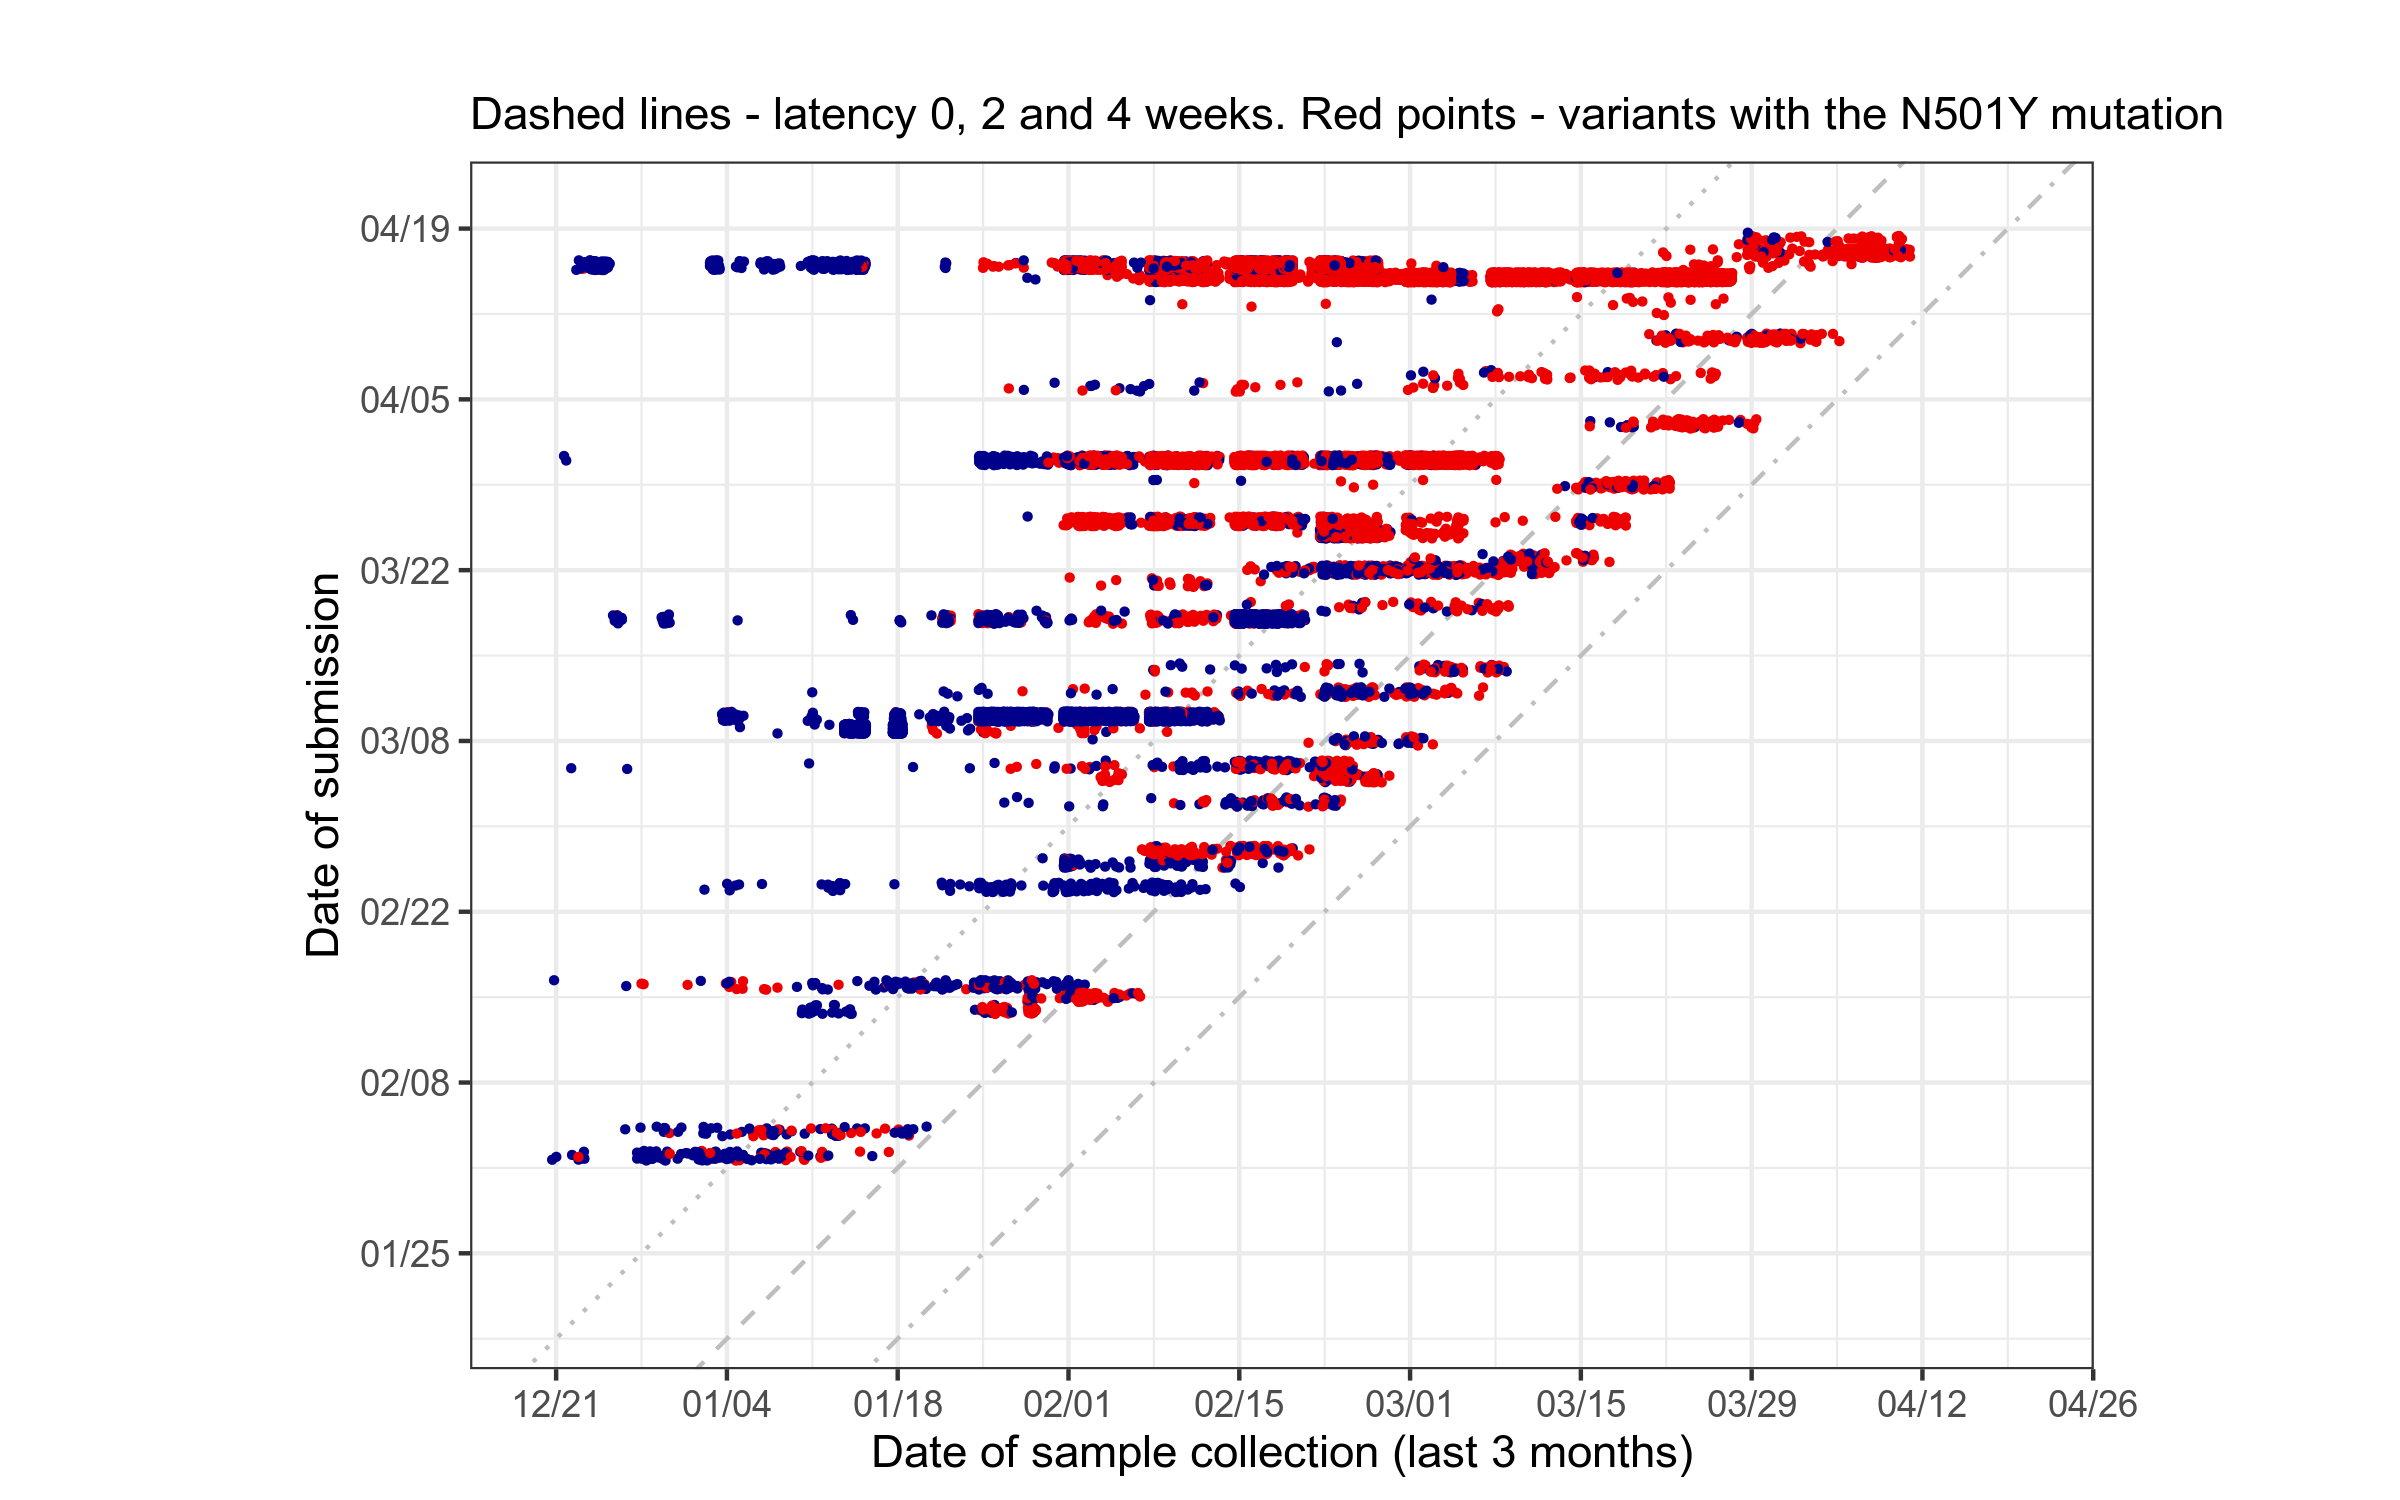 Dashed lines - latency 0, 2 and 4 weeks. Red points - variants with the N501Y mutation
Date of submission
04/19
04/05
03/22
03/08
02/22
02/08
01/25
12/21 01/04 01/18 02/01 02/15 03/01 03/15 03/29 04/12 04/26
Date of sample collection (last 3 months)